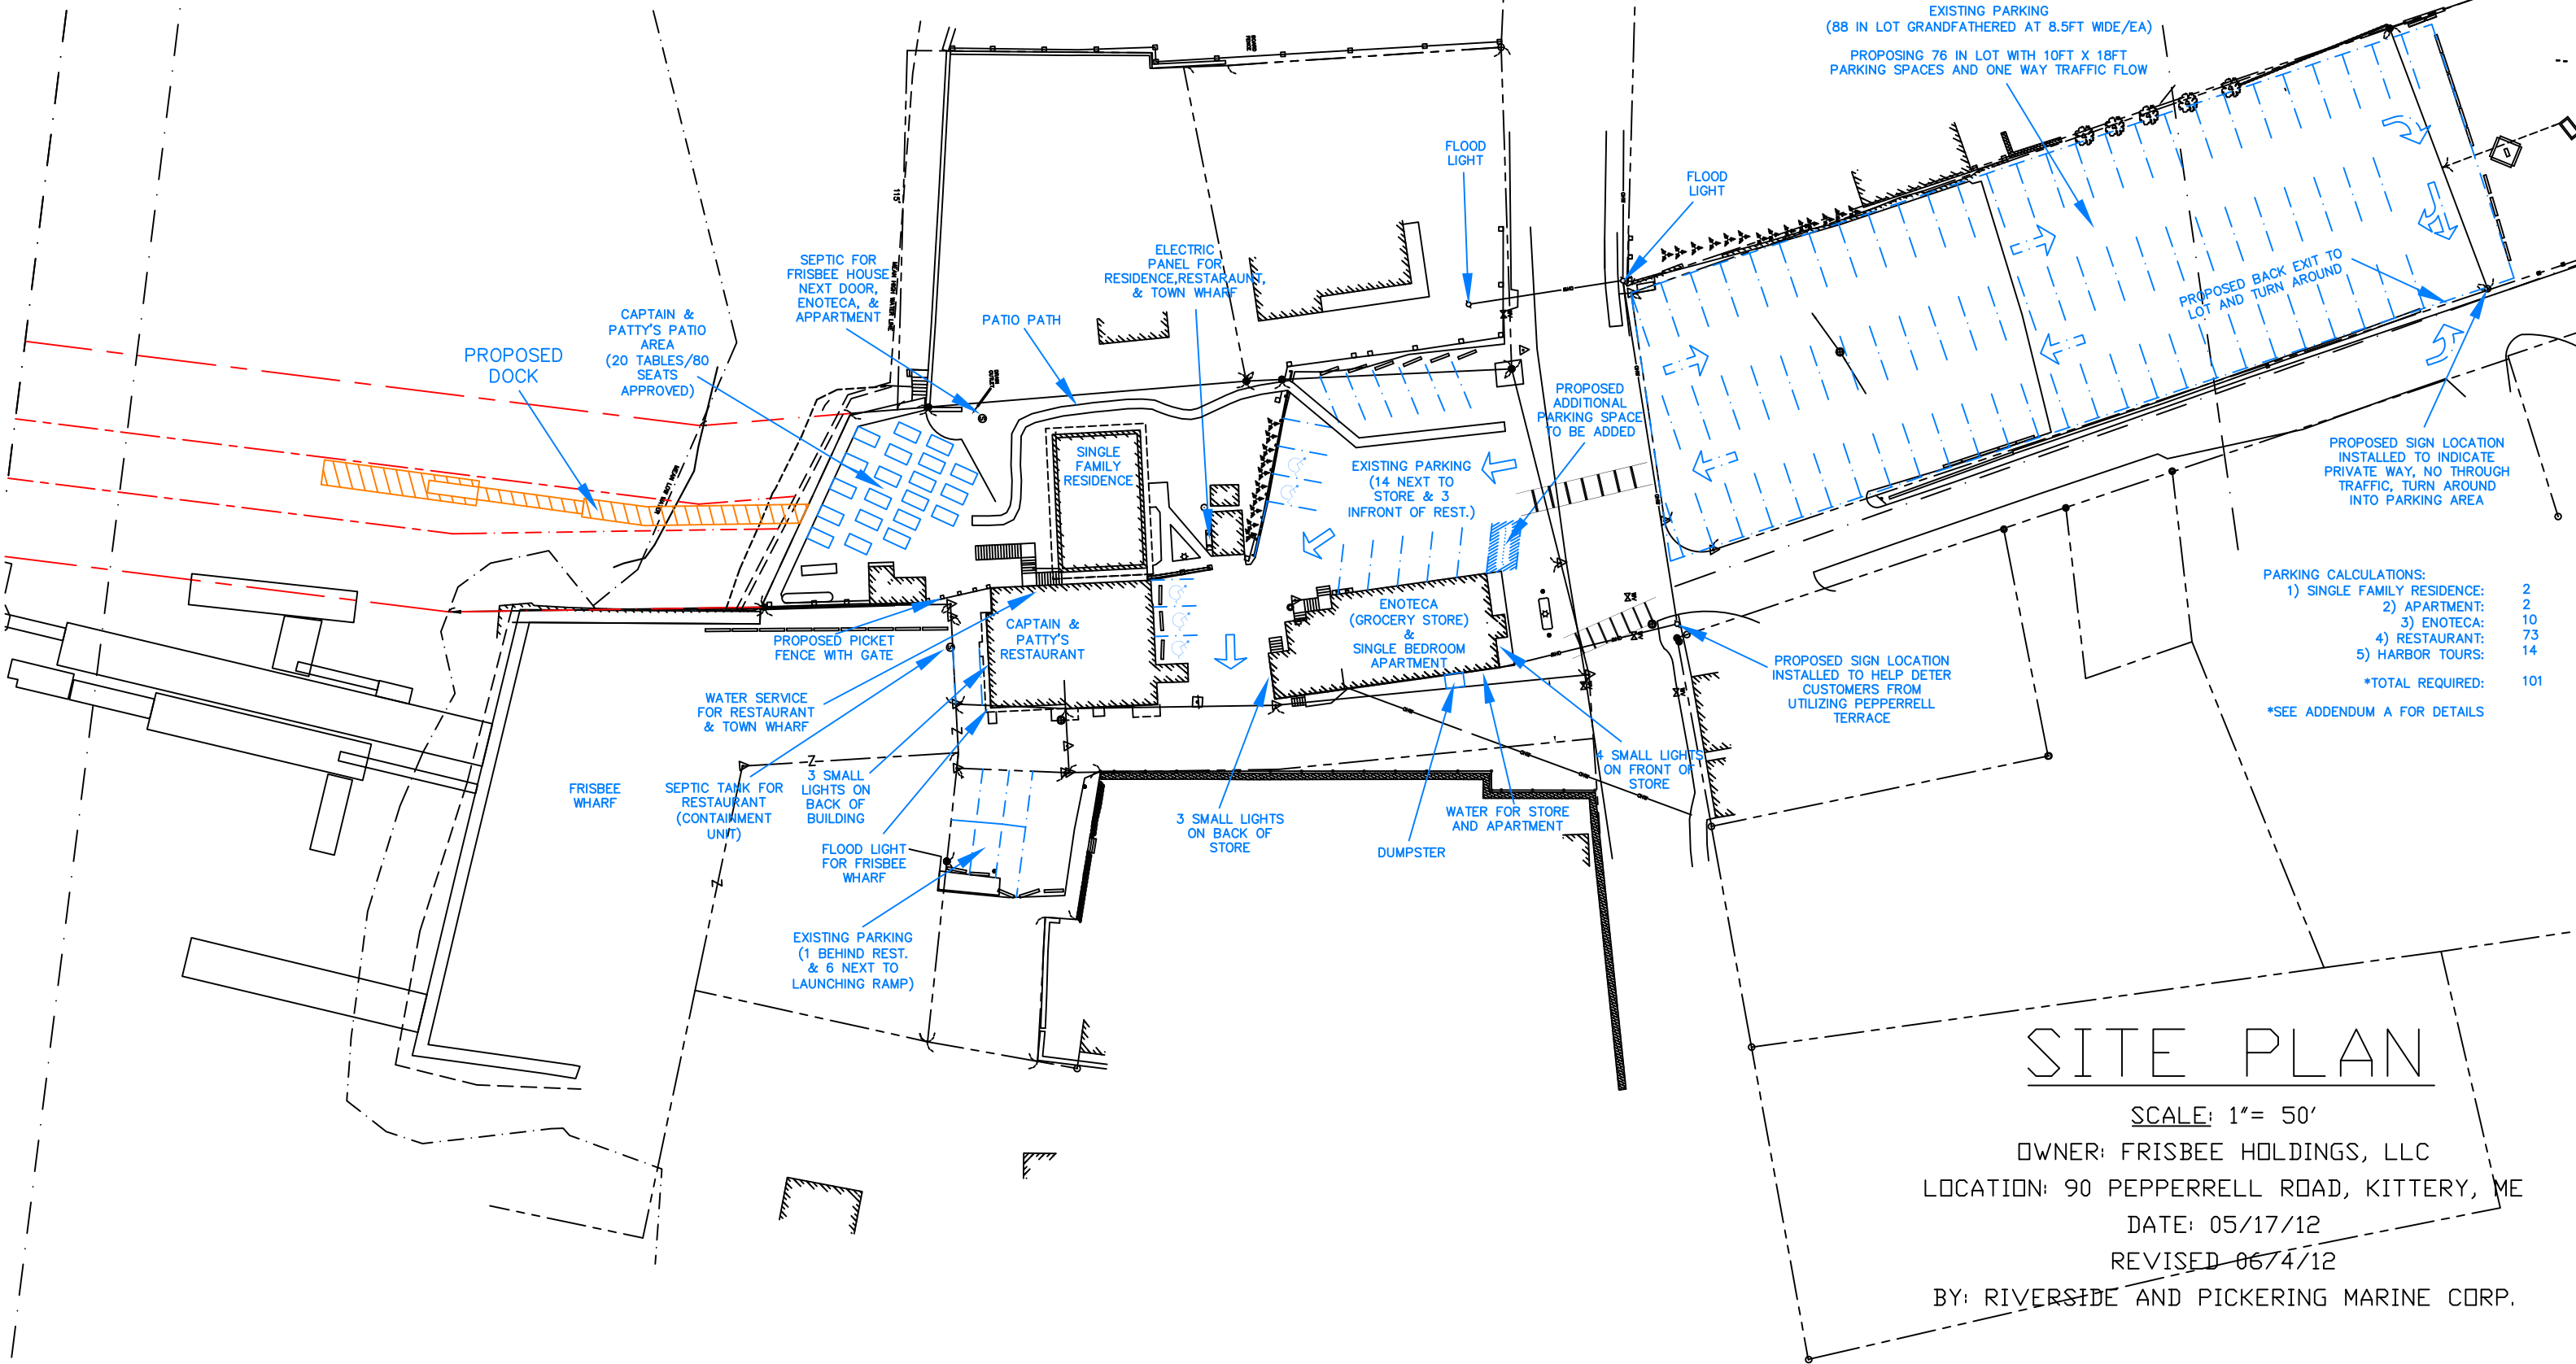 EXISTING PARKING
(88 IN LOT GRANDFATHERED AT 8.5FT WIDE/EA)
PROPOSING 76 IN LOT WITH 10FT X 18FT
PARKING SPACES AND ONE WAY TRAFFIC FLOW
FLOOD
LIGHT
FLOOD
LIGHT
ELECTRIC
PANEL FOR
RESIDENCE,RESTARAUNT,
& TOWN WHARF
SEPTIC FOR
FRISBEE HOUSE
NEXT DOOR,
ENOTECA, &
APPARTMENT
MEAN HIGH WATER LINE
PATIO PATH
CAPTAIN &
PATTY'S PATIO
AREA
(20 TABLES/80
SEATS
APPROVED)
PROPOSED
DOCK
MEAN LOW WATER
PROPOSED BACK EXIT TO
LOT AND TURN AROUND
PROPOSED
ADDITIONAL
PARKING SPACE
TO BE ADDED
SINGLE
FAMILY
RESIDENCE
EXISTING PARKING
(14 NEXT TO
STORE & 3
INFRONT OF REST.)
PROPOSED SIGN LOCATION
INSTALLED TO INDICATE
PRIVATE WAY, NO THROUGH
TRAFFIC, TURN AROUND
INTO PARKING AREA
PARKING CALCULATIONS:
1) SINGLE FAMILY RESIDENCE: 2
2) APARTMENT: 2
3) ENOTECA: 10
4) RESTAURANT: 73
5) HARBOR TOURS: 14
*TOTAL REQUIRED: 101
*SEE ADDENDUM A FOR DETAILS
CAPTAIN &
PATTY'S
RESTAURANT
ENOTECA
(GROCERY STORE)
&
SINGLE BEDROOM
APARTMENT
PROPOSED PICKET
FENCE WITH GATE
WATER SERVICE
FOR RESTAURANT
& TOWN WHARF
PROPOSED SIGN LOCATION
INSTALLED TO HELP DETER
CUSTOMERS FROM
UTILIZING PEPPERRELL
TERRACE
4 SMALL LIGHTS
ON FRONT OF
STORE
FRISBEE
WHARF
SEPTIC TANK FOR
RESTAURANT
(CONTAINMENT
UNIT)
3 SMALL
LIGHTS ON
BACK OF
BUILDING
3 SMALL LIGHTS
ON BACK OF
STORE
WATER FOR STORE
AND APARTMENT
DUMPSTER
FLOOD LIGHT
FOR FRISBEE
WHARF
EXISTING PARKING
(1 BEHIND REST.
& 6 NEXT TO
LAUNCHING RAMP)
SITE PLAN
SCALE: 1"= 50'
OWNER: FRISBEE HOLDINGS, LLC
LOCATION: 90 PEPPERRELL ROAD, KITTERY, ME
DATE: 05/17/12
REVISED 06/4/12
BY: RIVERSIDE AND PICKERING MARINE CORP.